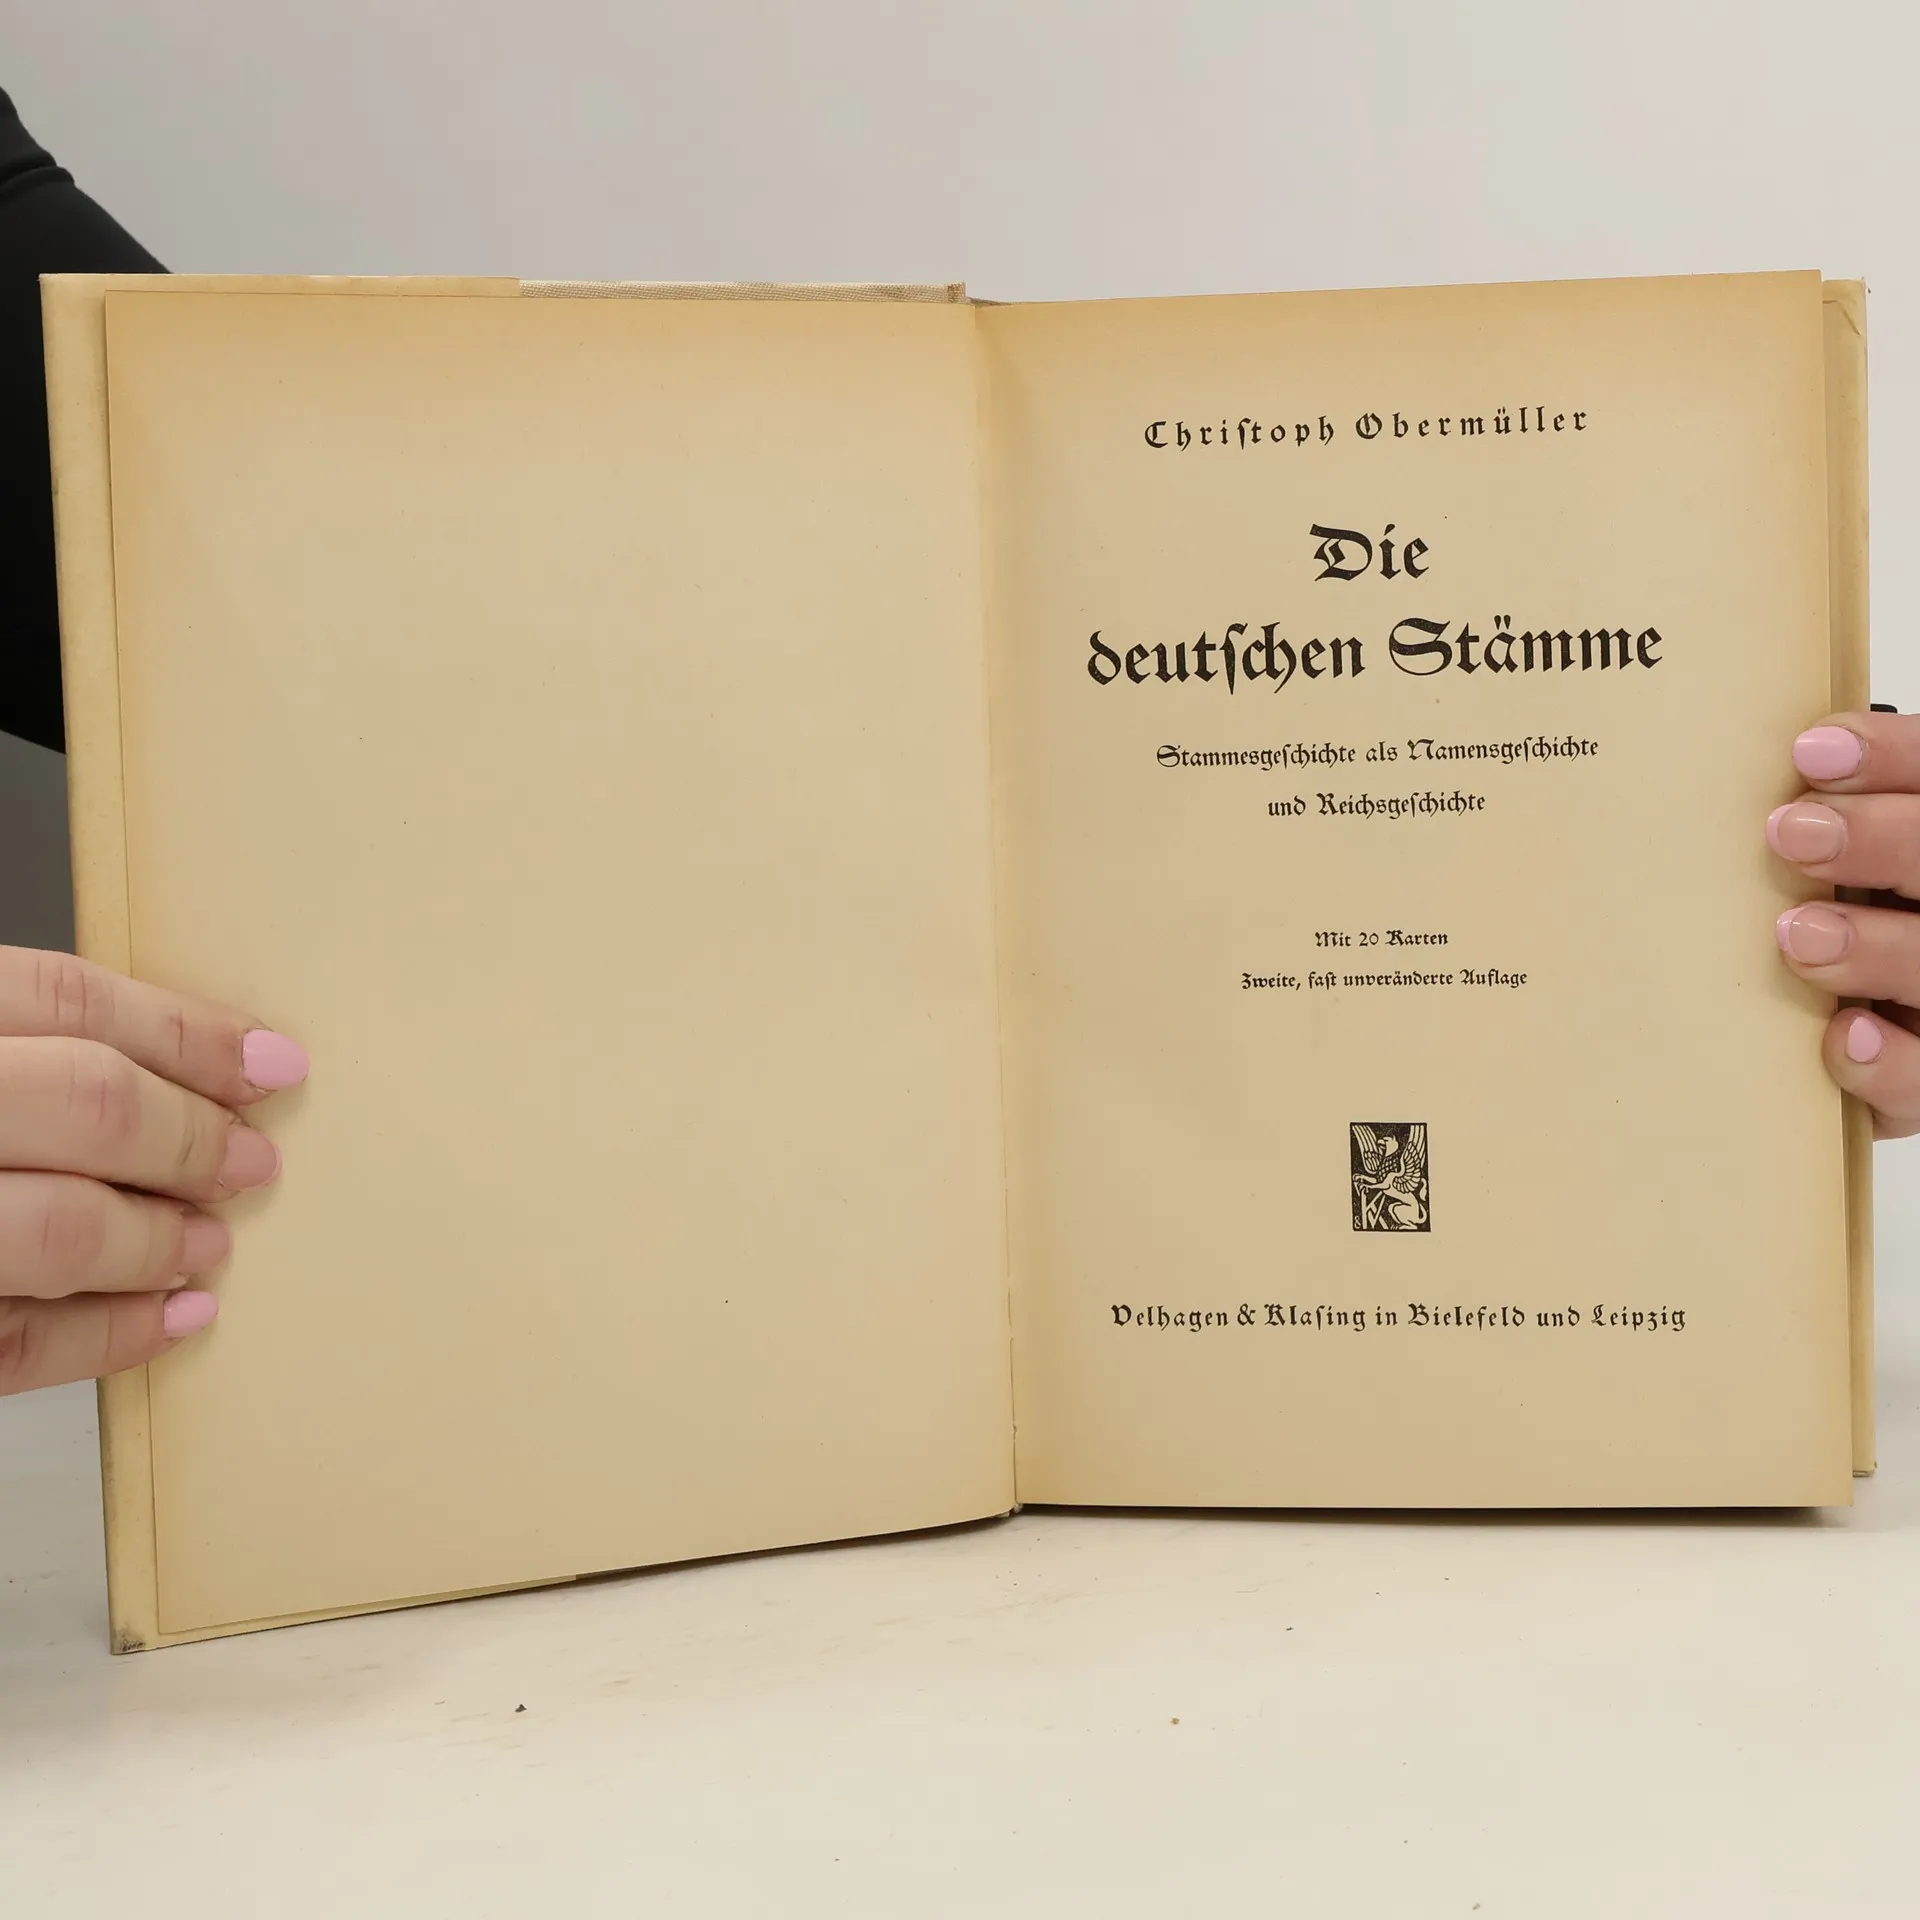 Chriſtoph Obermüller
Die
deutſchen Stämme
Stammesgeſchichte als Namensgeſchichte
und Reichsgeſchichte
Mit 20 Karten
Zweite, faſt unveränderte Auflage
V&K
Velhagen & Klaſing in Bielefeld und Leipzig